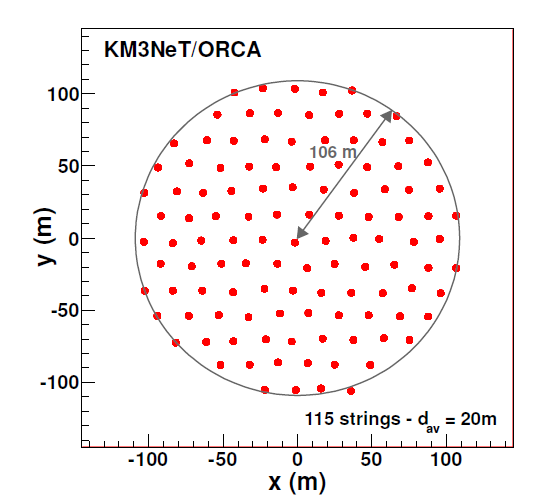 KM3NeT/ORCA
106 m
115 strings - d_av = 20m
y (m)
100
50
0
-50
-100
-100 -50 0 50 100
x (m)